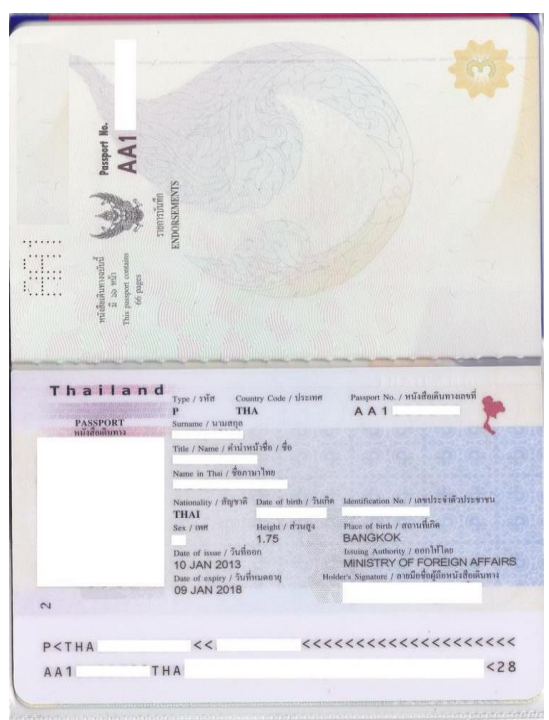 Passport No.
AA1
หนังสือเดินทางฉบับนี้
มี ๖๖ หน้า
This passport contains
66 pages
รายการบันทึก
ENDORSEMENTS
Thailand
PASSPORT
หนังสือเดินทาง
Type / รหัส Country Code / ประเทศ Passport No. / หนังสือเดินทางเลขที่
P THA AA1
Surname / นามสกุล
Title / Name / คำนำหน้าชื่อ / ชื่อ
Name in Thai / ชื่อภาษาไทย
Nationality / สัญชาติ Date of birth / วันเกิด Identification No. / เลขประจำตัวประชาชน
THAI
Sex / เพศ Height / ส่วนสูง Place of birth / สถานที่เกิด
1.75 BANGKOK
Date of issue / วันที่ออก Issuing Authority / ออกให้โดย
10 JAN 2013 MINISTRY OF FOREIGN AFFAIRS
Date of expiry / วันที่หมดอายุ Holder's Signature / ลายมือชื่อผู้ถือหนังสือเดินทาง
09 JAN 2018
2
P<THA << <<<<<<<<<<<<<<<<<<<<
AA1 THA <28